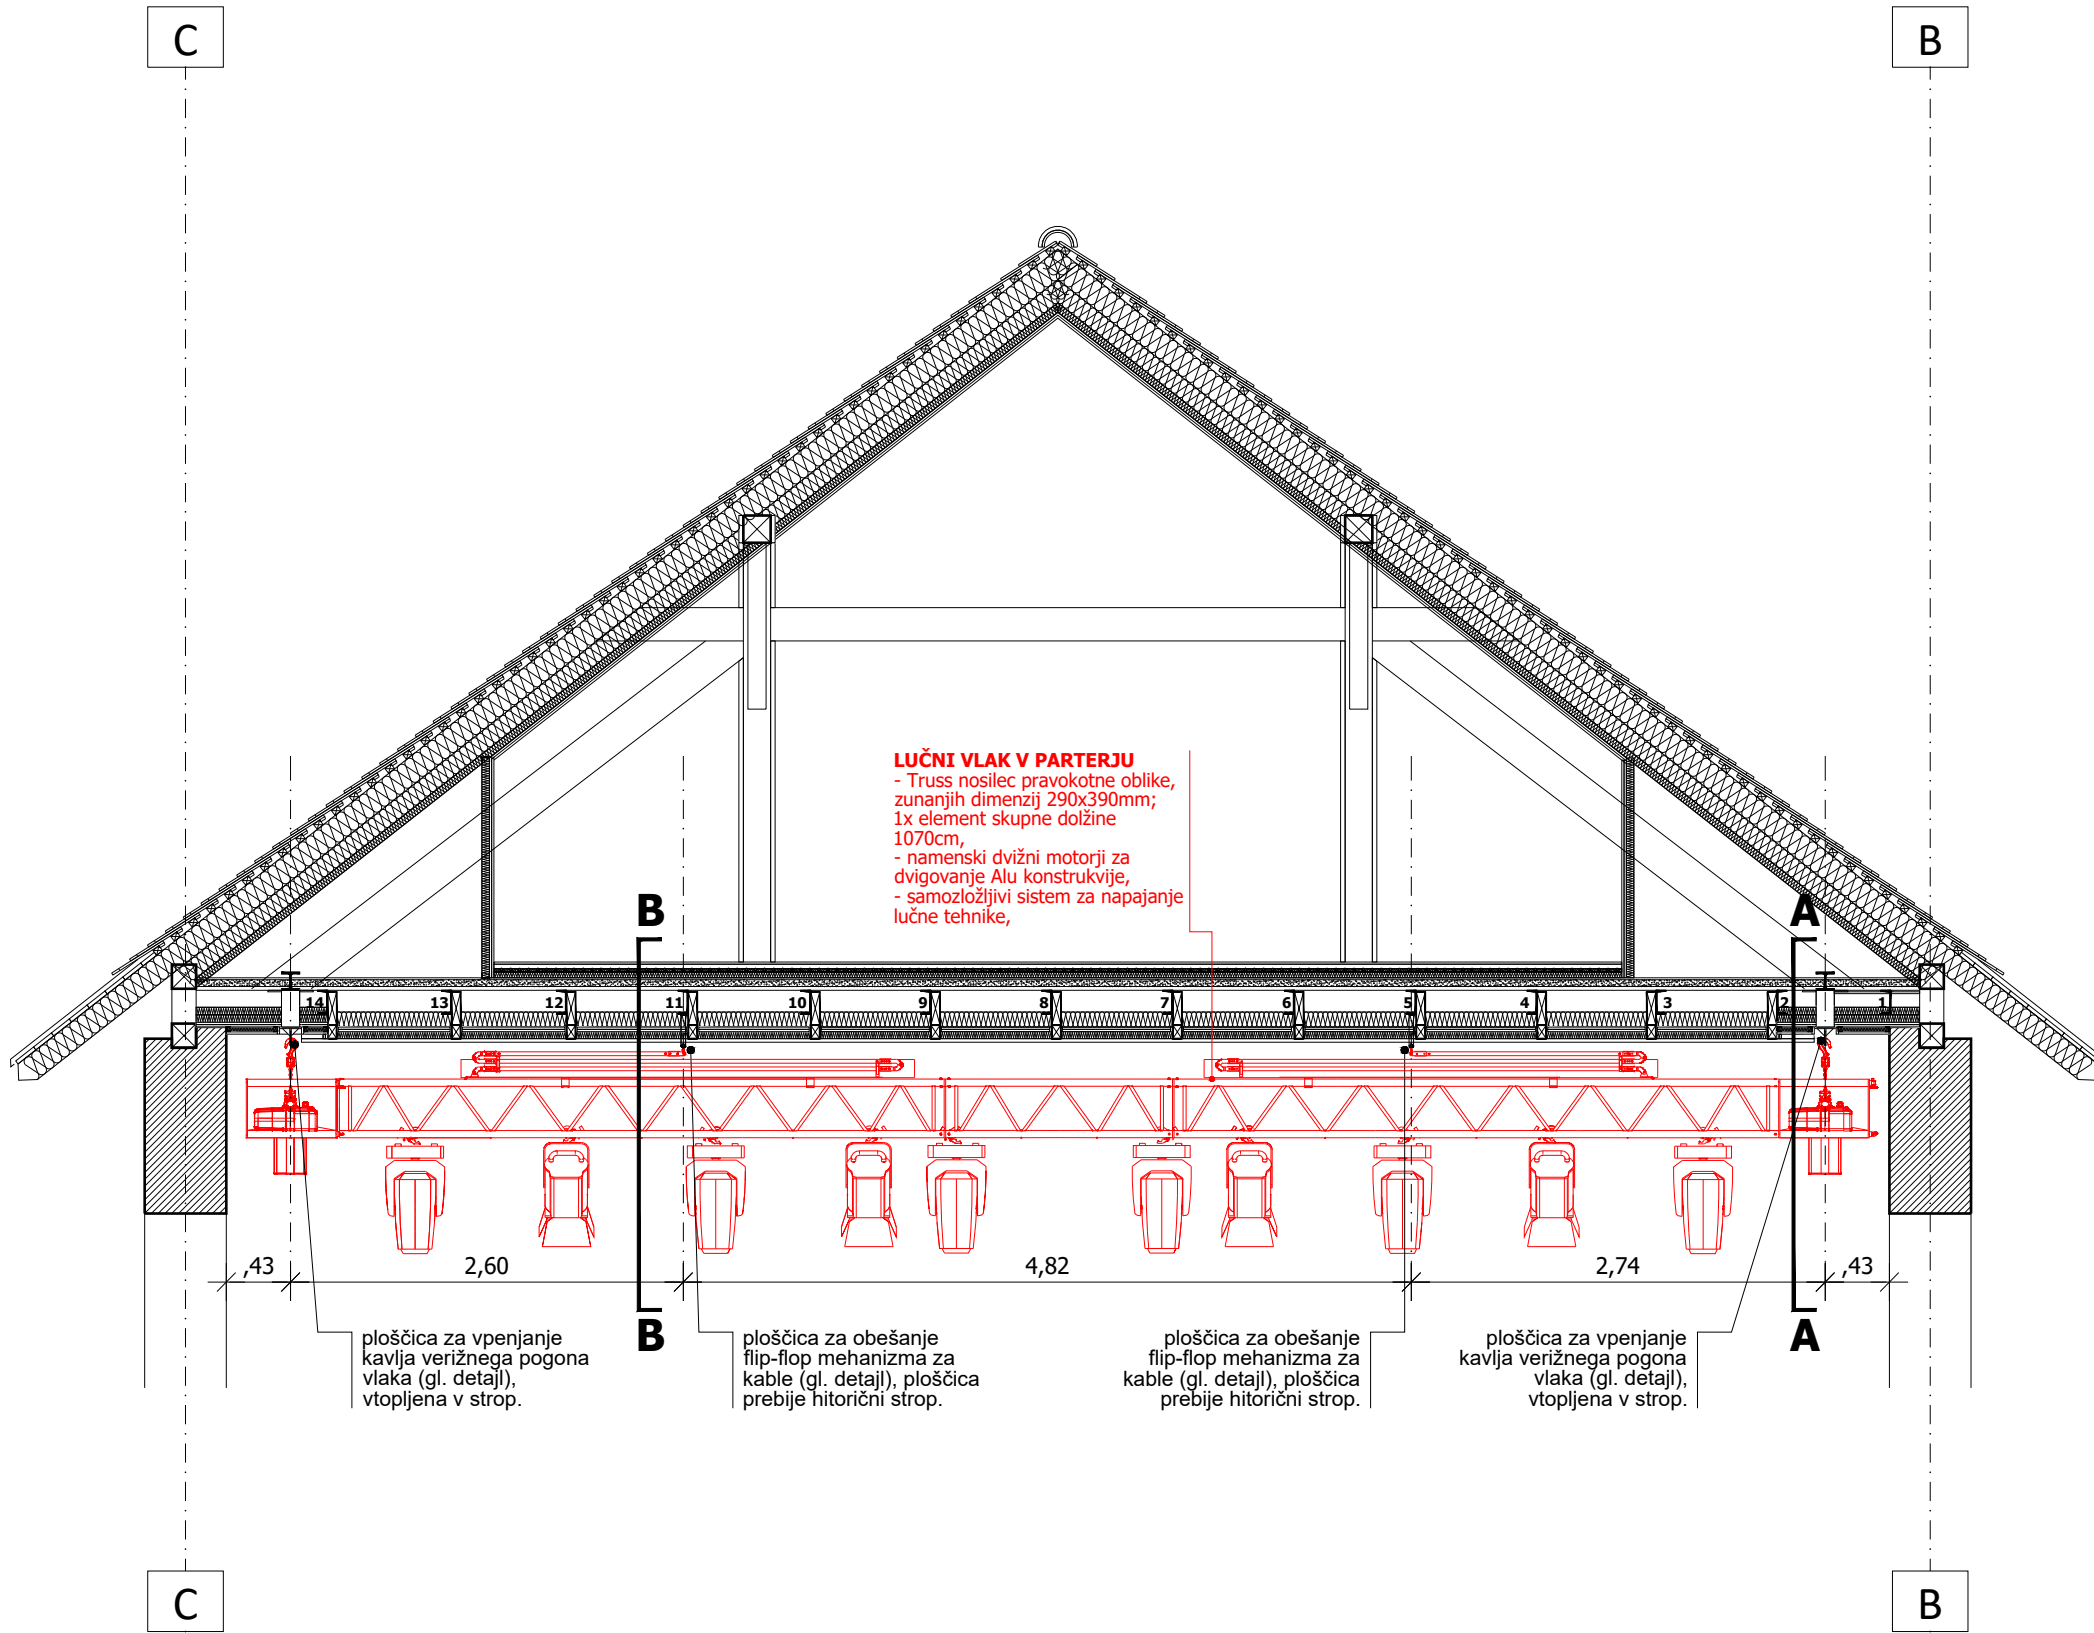 C
B
LUČNI VLAK V PARTERJU
- Truss nosilec pravokotne oblike,
zunanjih dimenzij 290x390mm;
1x element skupne dolžine
1070cm,
- namenski dvižni motorji za
dvigovanje Alu konstrukvije,
- samozložljivi sistem za napajanje
lučne tehnike,
B
A
14 13 12 11 10 9 8 7 6 5 4 3 2 1
,43 2,60 4,82 2,74 ,43
B
A
ploščica za vpenjanje
kavlja verižnega pogona
vlaka (gl. detajl),
vtopljena v strop.
ploščica za obešanje
flip-flop mehanizma za
kable (gl. detajl), ploščica
prebije hitorični strop.
ploščica za obešanje
flip-flop mehanizma za
kable (gl. detajl), ploščica
prebije hitorični strop.
ploščica za vpenjanje
kavlja verižnega pogona
vlaka (gl. detajl),
vtopljena v strop.
C
B